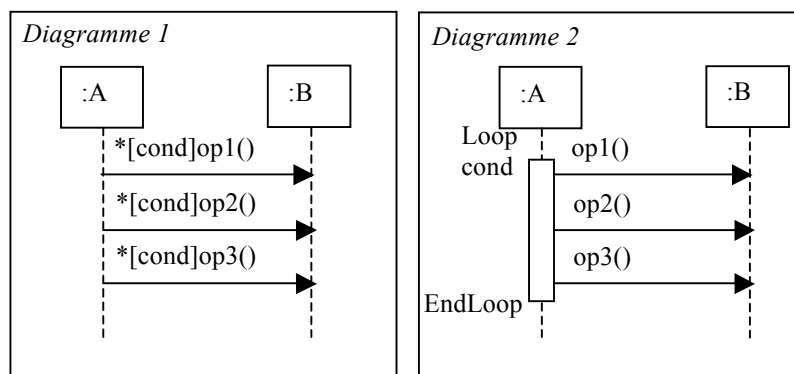 Diagramme 1
:A
:B
*[cond]op1()
*[cond]op2()
*[cond]op3()
Diagramme 2
:A
:B
Loop
cond
op1()
op2()
op3()
EndLoop